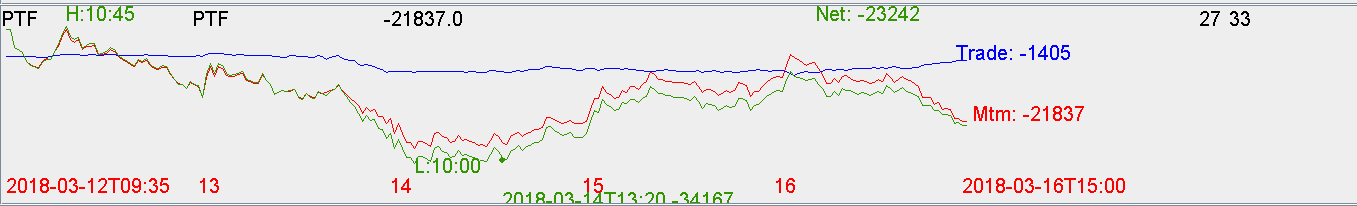 PTF H:10:45 PTF -21837.0 Net: -23242 27 33
Trade: -1405
Mtm: -21837
L:10:00
2018-03-12T09:35 13 14 15 16 2018-03-16T15:00
2018-03-14T13:20 -34167